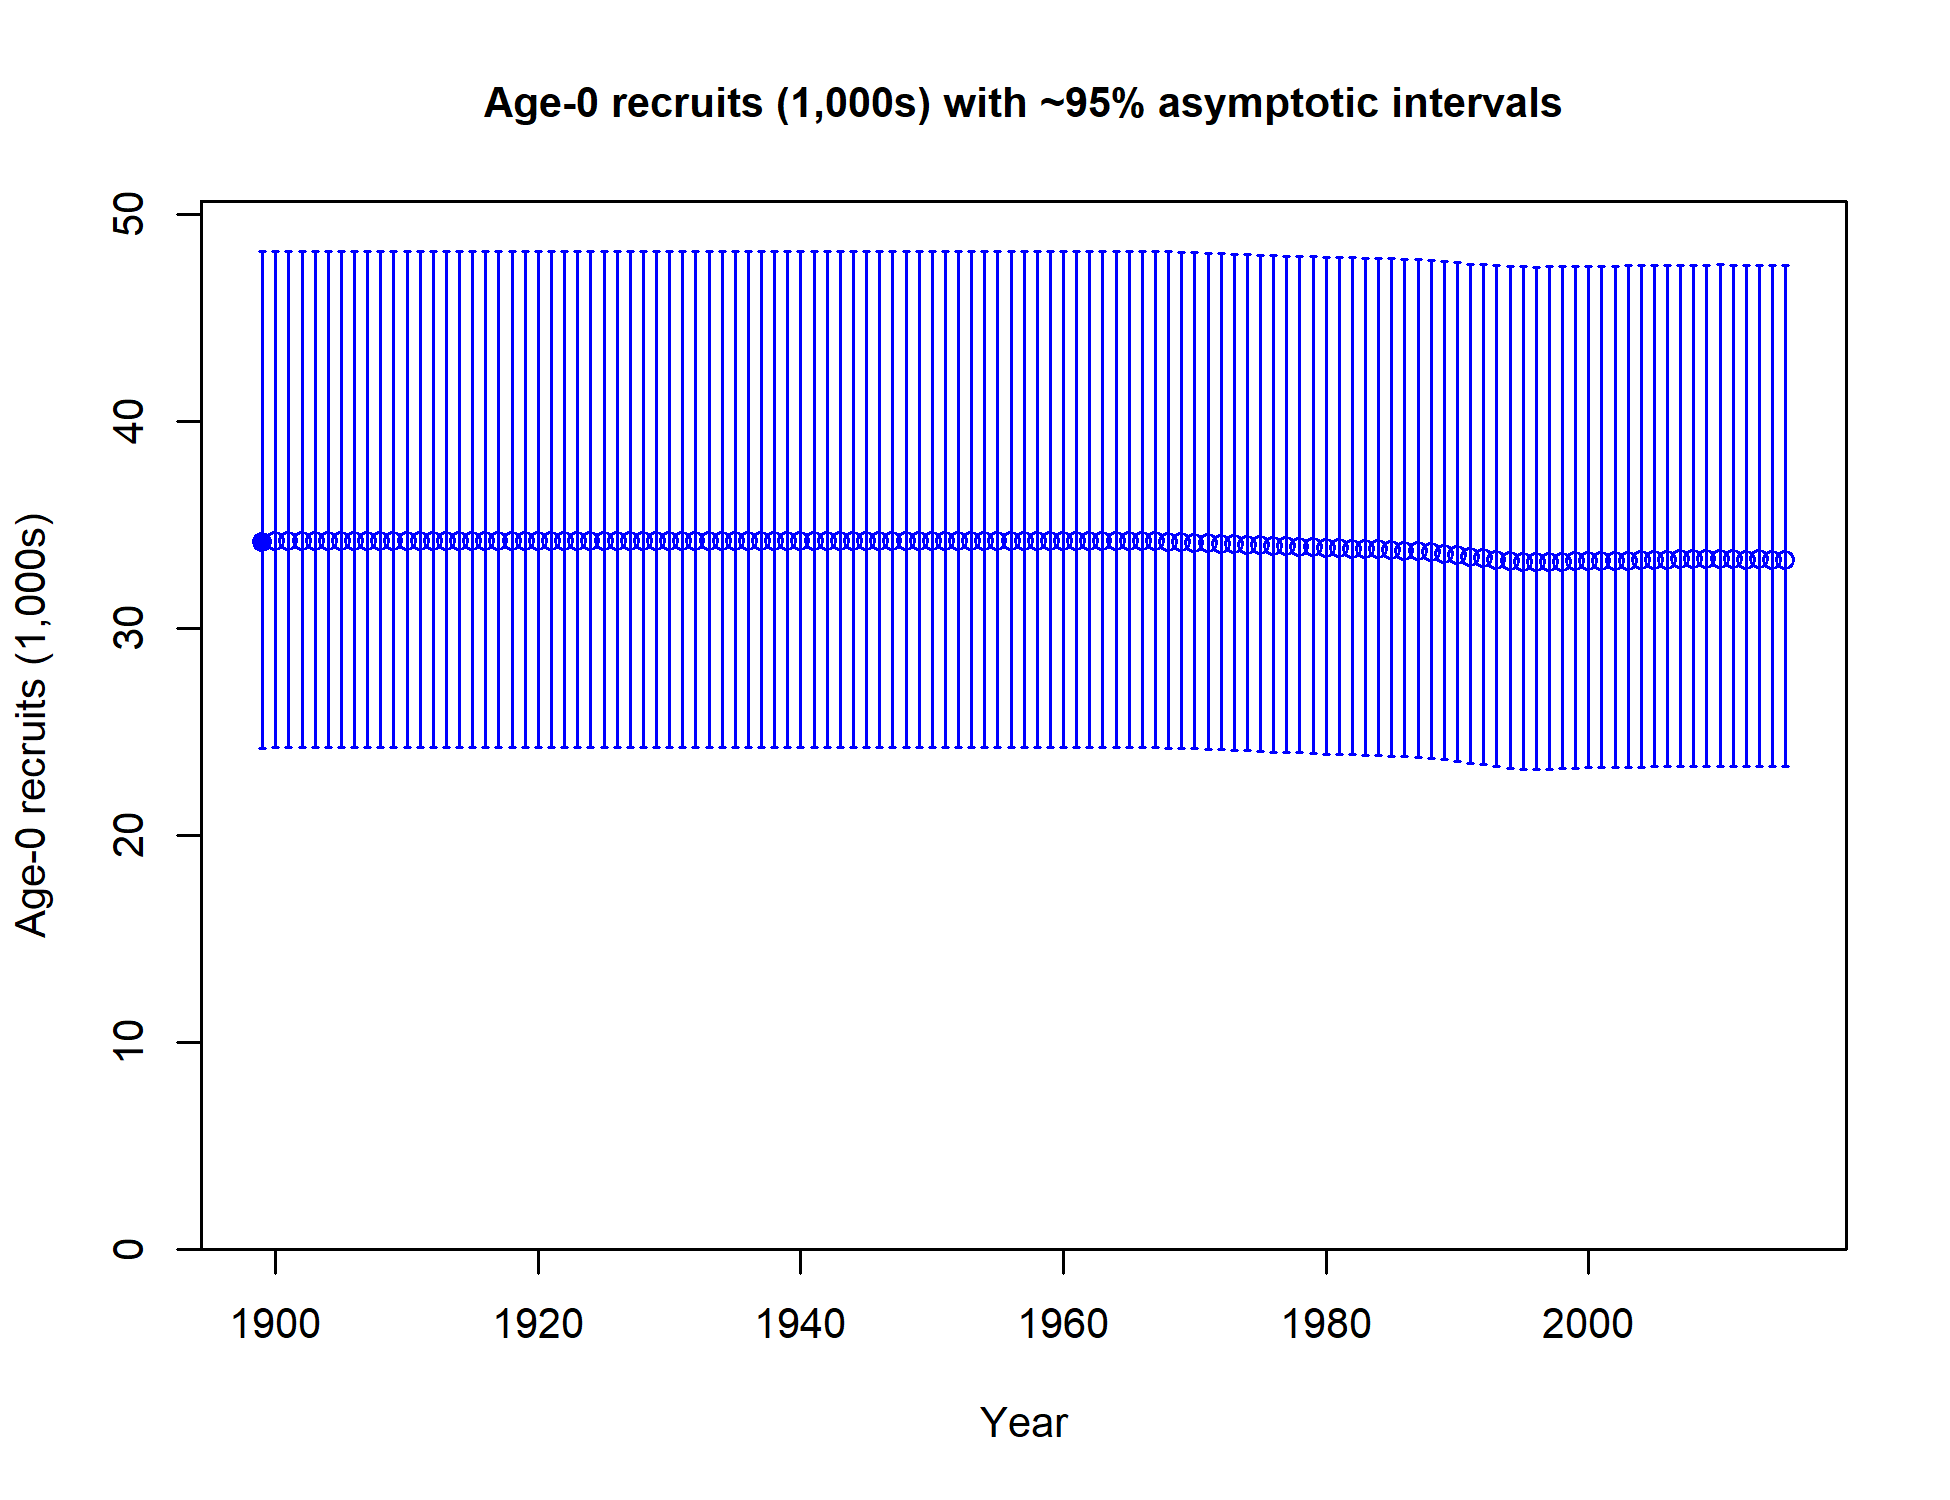 Age-0 recruits (1,000s) with ~95% asymptotic intervals
Age-0 recruits (1,000s)
50
40
30
20
10
0
1900 1920 1940 1960 1980 2000
Year